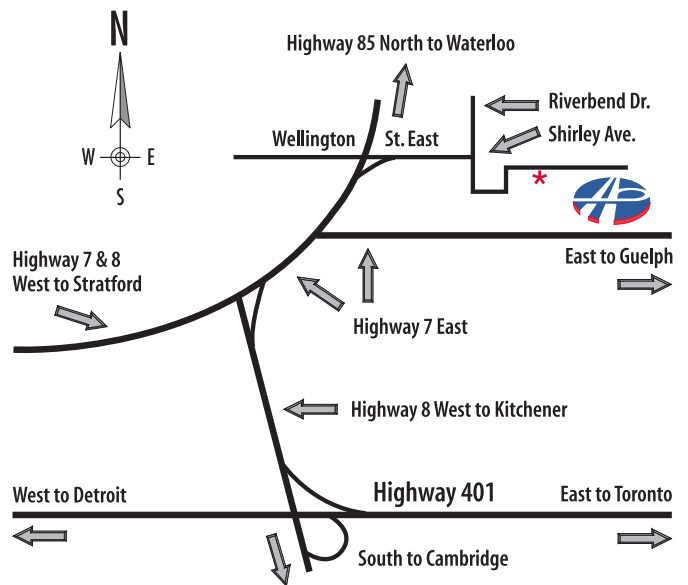 N
Highway 85 North to Waterloo
Riverbend Dr.
Wellington St. East
Shirley Ave.
W E
*
S
Highway 7 & 8
West to Stratford
East to Guelph
Highway 7 East
Highway 8 West to Kitchener
West to Detroit
Highway 401
East to Toronto
South to Cambridge